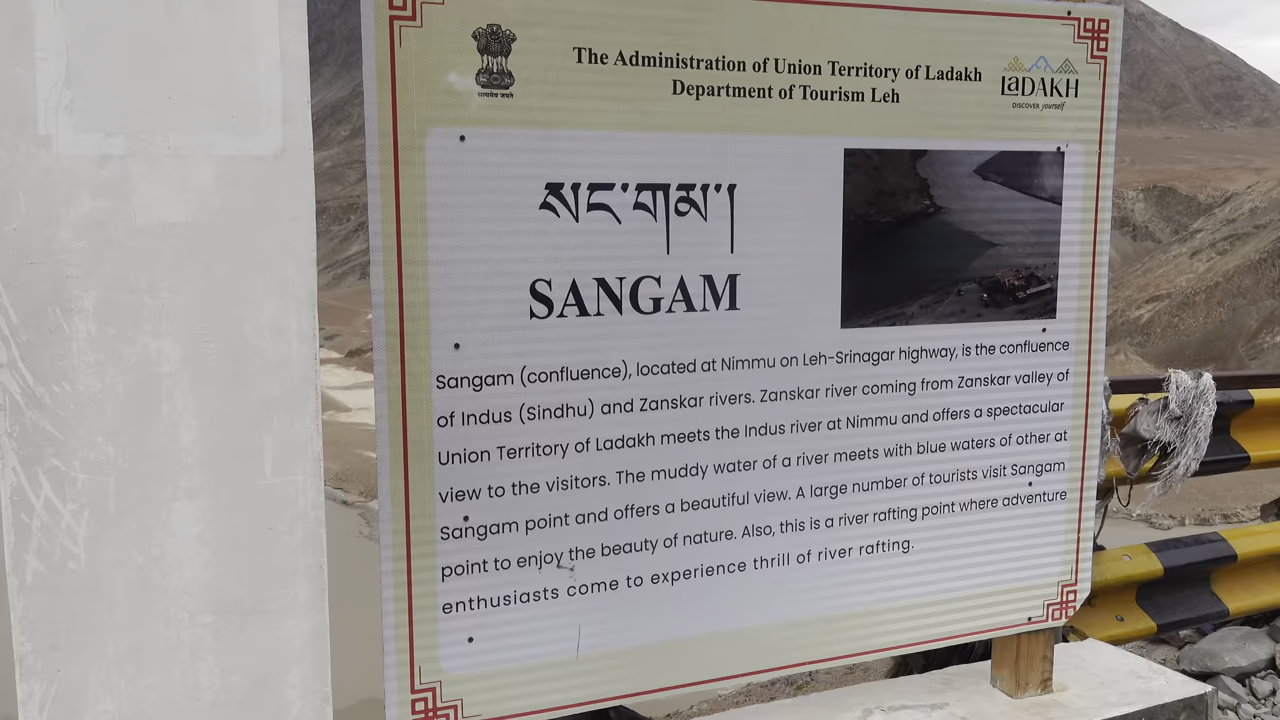 The Administration of Union Territory of Ladakh
Department of Tourism Leh
सत्यमेव जयते
LaDAKH
DISCOVER yourself
སང་གམ་།
SANGAM
Sangam (confluence), located at Nimmu on Leh-Srinagar highway, is the confluence
of Indus (Sindhu) and Zanskar rivers. Zanskar river coming from Zanskar valley of
Union Territory of Ladakh meets the Indus river at Nimmu and offers a spectacular
view to the visitors. The muddy water of a river meets with blue waters of other at
Sangam point and offers a beautiful view. A large number of tourists visit Sangam
point to enjoy the beauty of nature. Also, this is a river rafting point where adventure
enthusiasts come to experience thrill of river rafting.